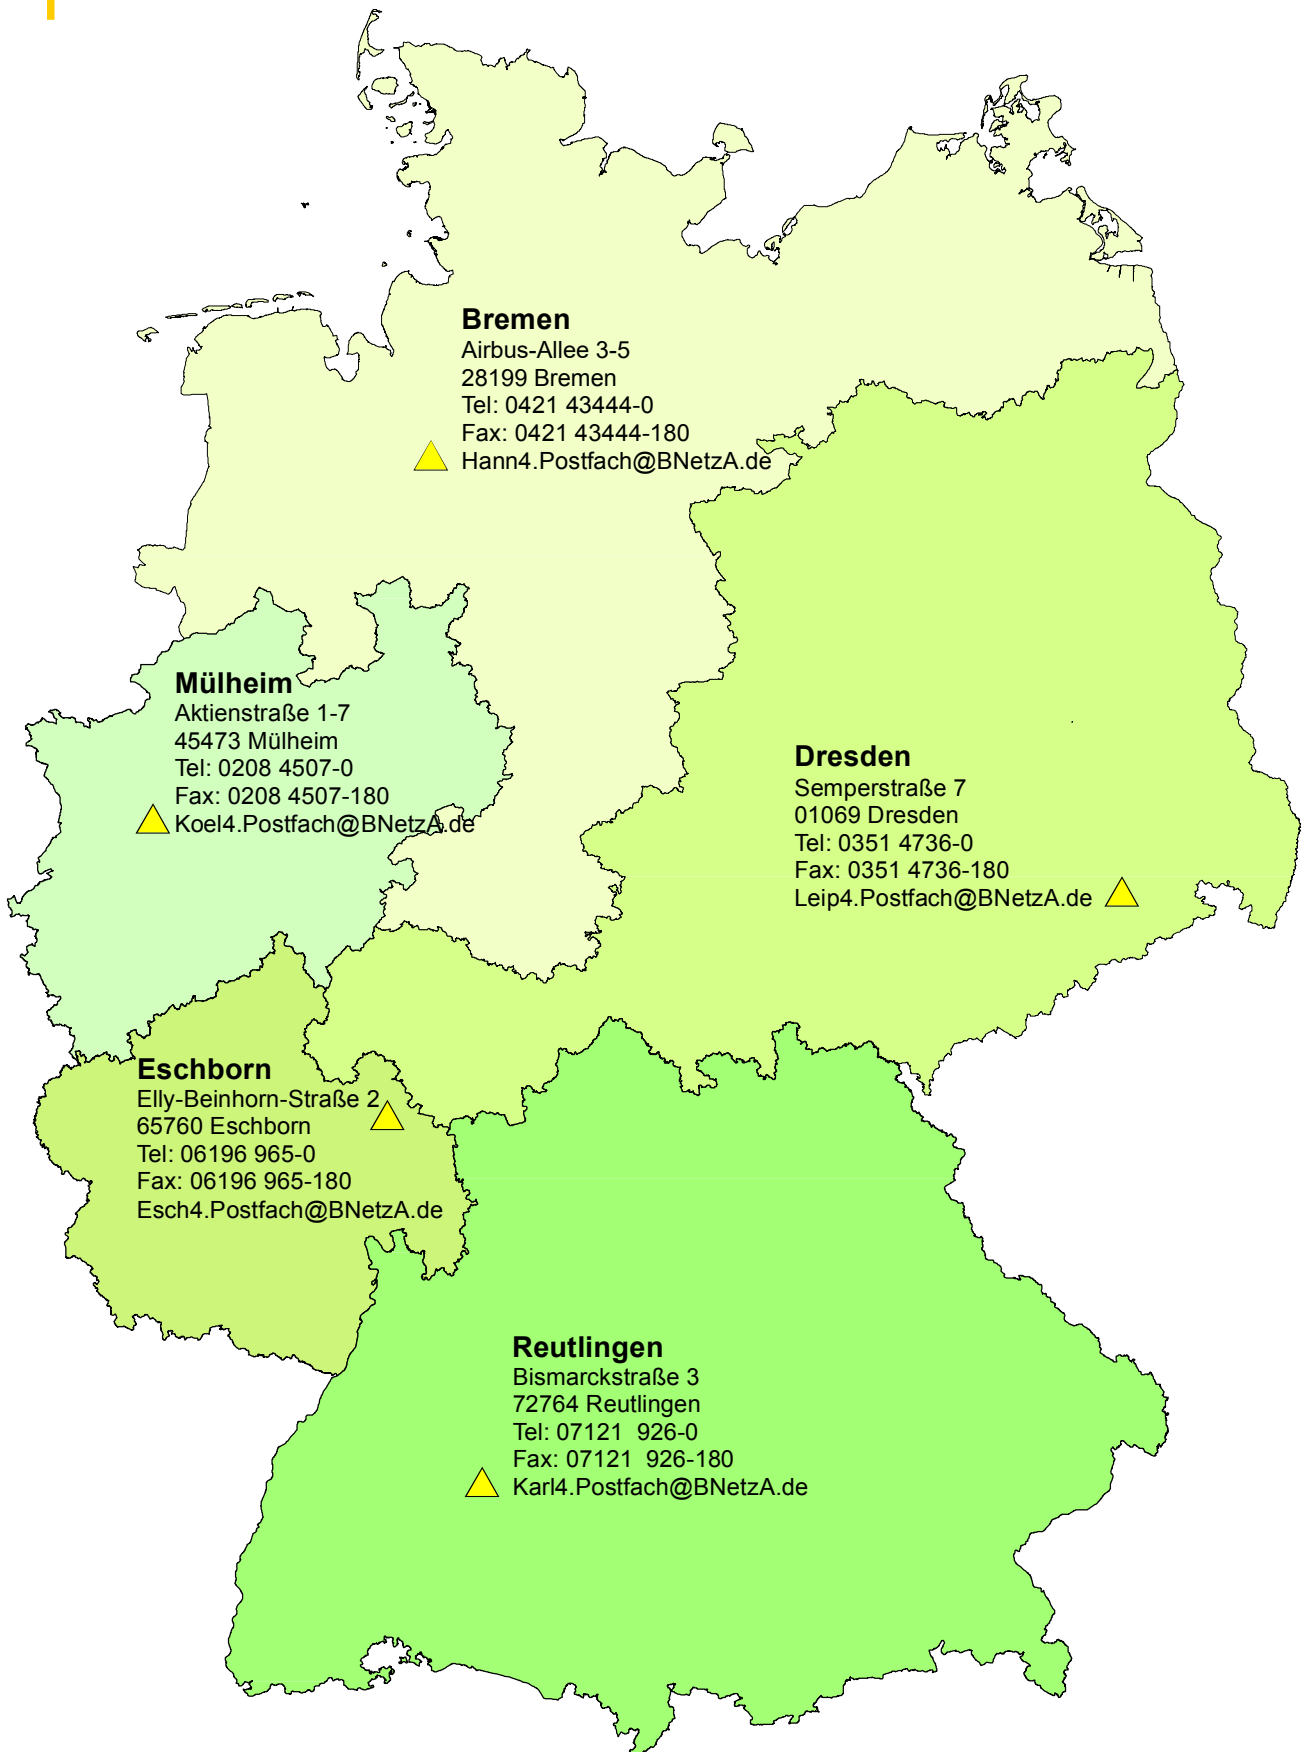 Bremen
Airbus-Allee 3-5
28199 Bremen
Tel: 0421 43444-0
Fax: 0421 43444-180
Hann4.Postfach@BNetzA.de
Mülheim
Aktienstraße 1-7
45473 Mülheim
Tel: 0208 4507-0
Fax: 0208 4507-180
Koel4.Postfach@BNetzA.de
Dresden
Semperstraße 7
01069 Dresden
Tel: 0351 4736-0
Fax: 0351 4736-180
Leip4.Postfach@BNetzA.de
Eschborn
Elly-Beinhorn-Straße 2
65760 Eschborn
Tel: 06196 965-0
Fax: 06196 965-180
Esch4.Postfach@BNetzA.de
Reutlingen
Bismarckstraße 3
72764 Reutlingen
Tel: 07121  926-0
Fax: 07121  926-180
Karl4.Postfach@BNetzA.de